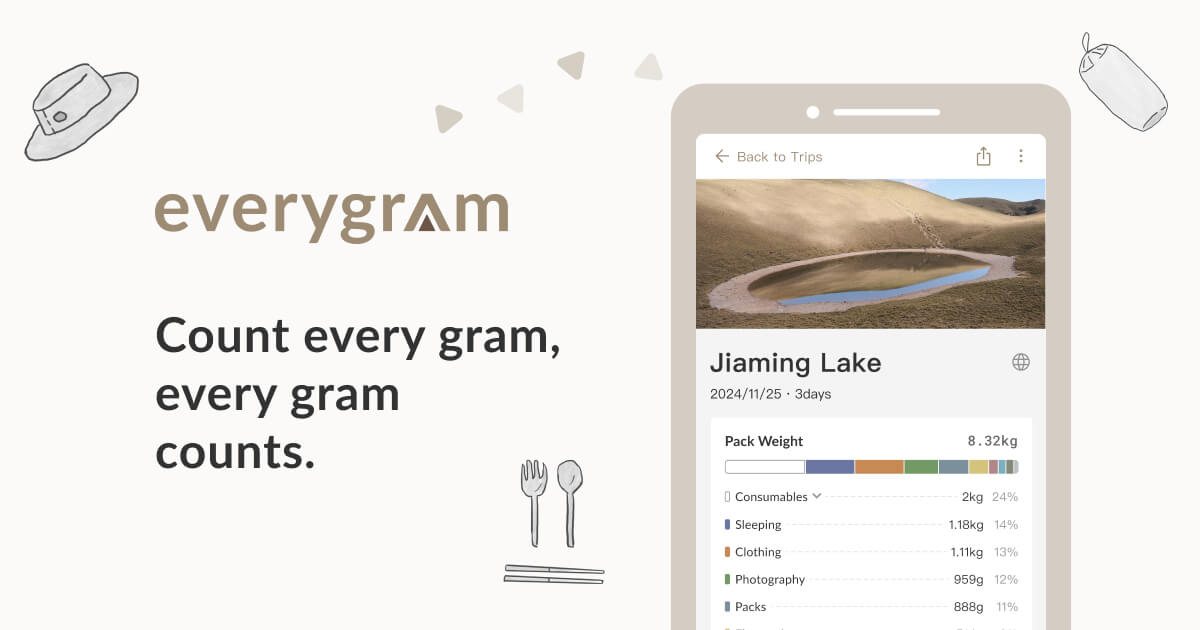 everygram
Count every gram,
every gram
counts.
Back to Trips
Jiaming Lake
2024/11/25 · 3days
Pack Weight 8.32kg
Consumables 2kg 24%
Sleeping 1.18kg 14%
Clothing 1.11kg 13%
Photography 959g 12%
Packs 888g 11%